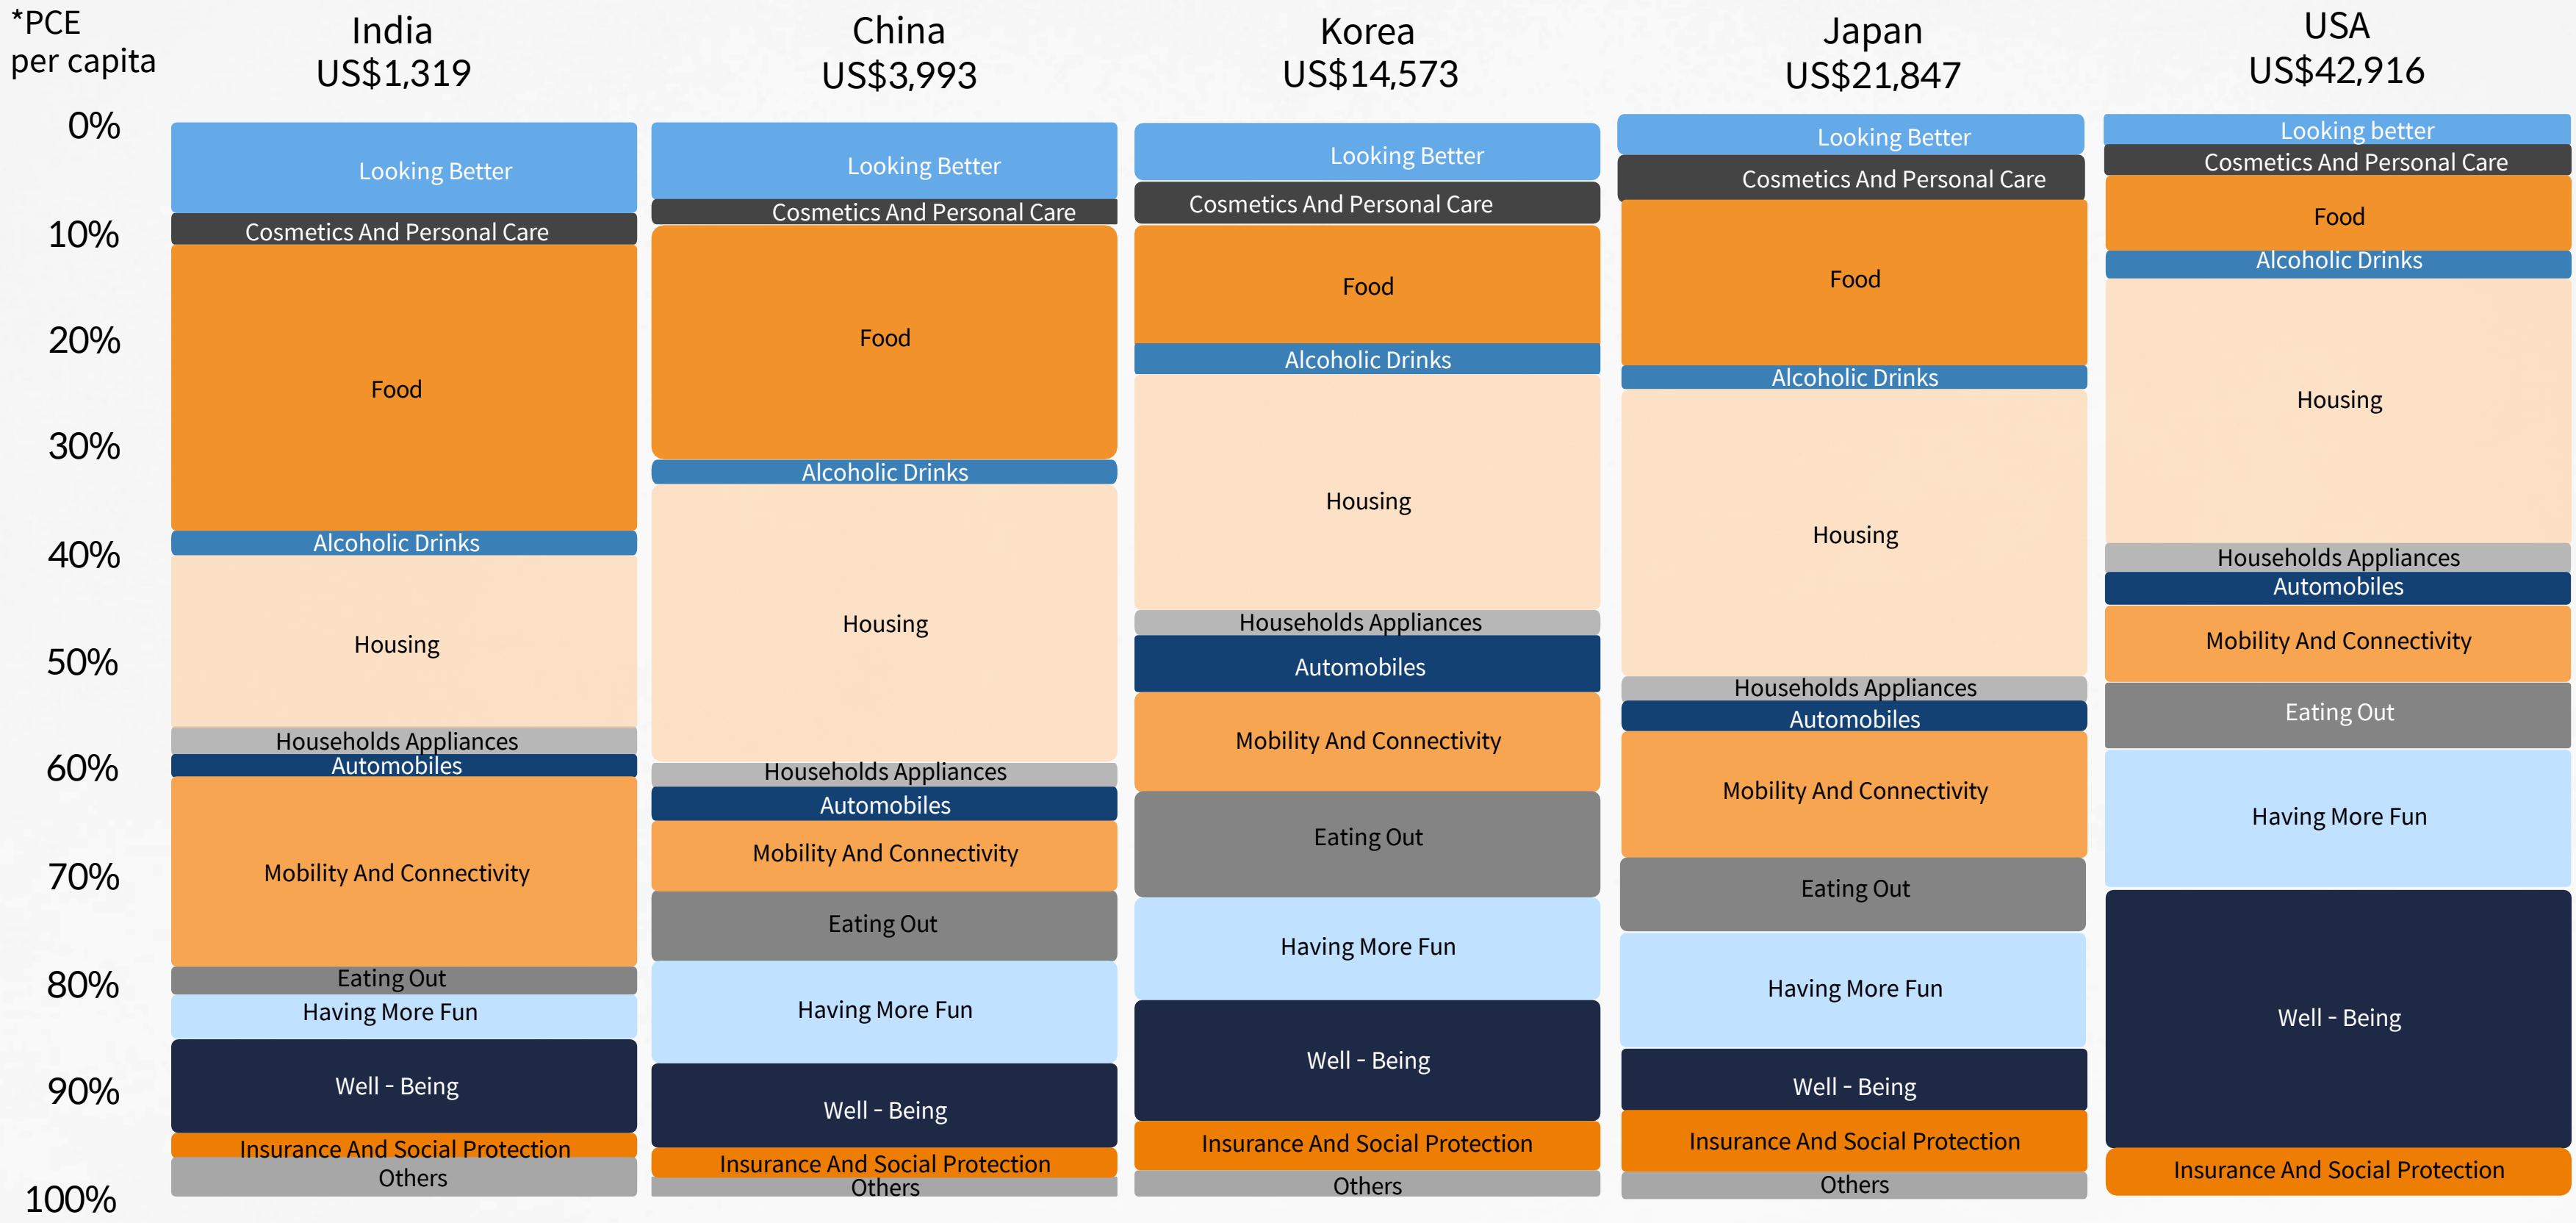 *PCE
per capita
India
US$1,319
China
US$3,993
Korea
US$14,573
Japan
US$21,847
USA
US$42,916
0%
10%
20%
30%
40%
50%
60%
70%
80%
90%
100%
Looking Better
Cosmetics And Personal Care
Food
Alcoholic Drinks
Housing
Households Appliances
Automobiles
Mobility And Connectivity
Eating Out
Having More Fun
Well - Being
Insurance And Social Protection
Others
Looking Better
Cosmetics And Personal Care
Food
Alcoholic Drinks
Housing
Households Appliances
Automobiles
Mobility And Connectivity
Eating Out
Having More Fun
Well - Being
Insurance And Social Protection
Others
Looking Better
Cosmetics And Personal Care
Food
Alcoholic Drinks
Housing
Households Appliances
Automobiles
Mobility And Connectivity
Eating Out
Having More Fun
Well - Being
Insurance And Social Protection
Others
Looking Better
Cosmetics And Personal Care
Food
Alcoholic Drinks
Housing
Households Appliances
Automobiles
Mobility And Connectivity
Eating Out
Having More Fun
Well - Being
Insurance And Social Protection
Others
Looking better
Cosmetics And Personal Care
Food
Alcoholic Drinks
Housing
Households Appliances
Automobiles
Mobility And Connectivity
Eating Out
Having More Fun
Well - Being
Insurance And Social Protection